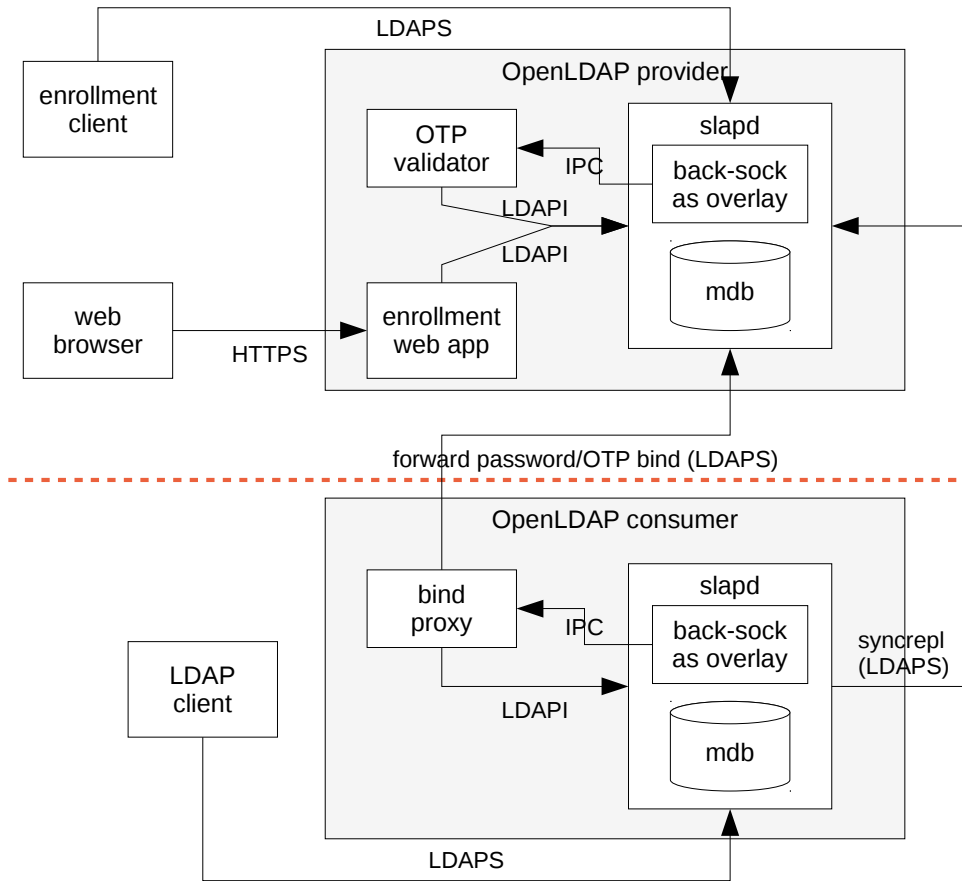 LDAPS
OpenLDAP provider
enrollment
client
OTP
validator
slapd
IPC
back-sock
as overlay
LDAPI
LDAPI
mdb
web
browser
HTTPS
enrollment
web app
forward password/OTP bind (LDAPS)
OpenLDAP consumer
bind
proxy
slapd
IPC
back-sock
as overlay
syncrepl
(LDAPS)
LDAP
client
LDAPI
mdb
LDAPS